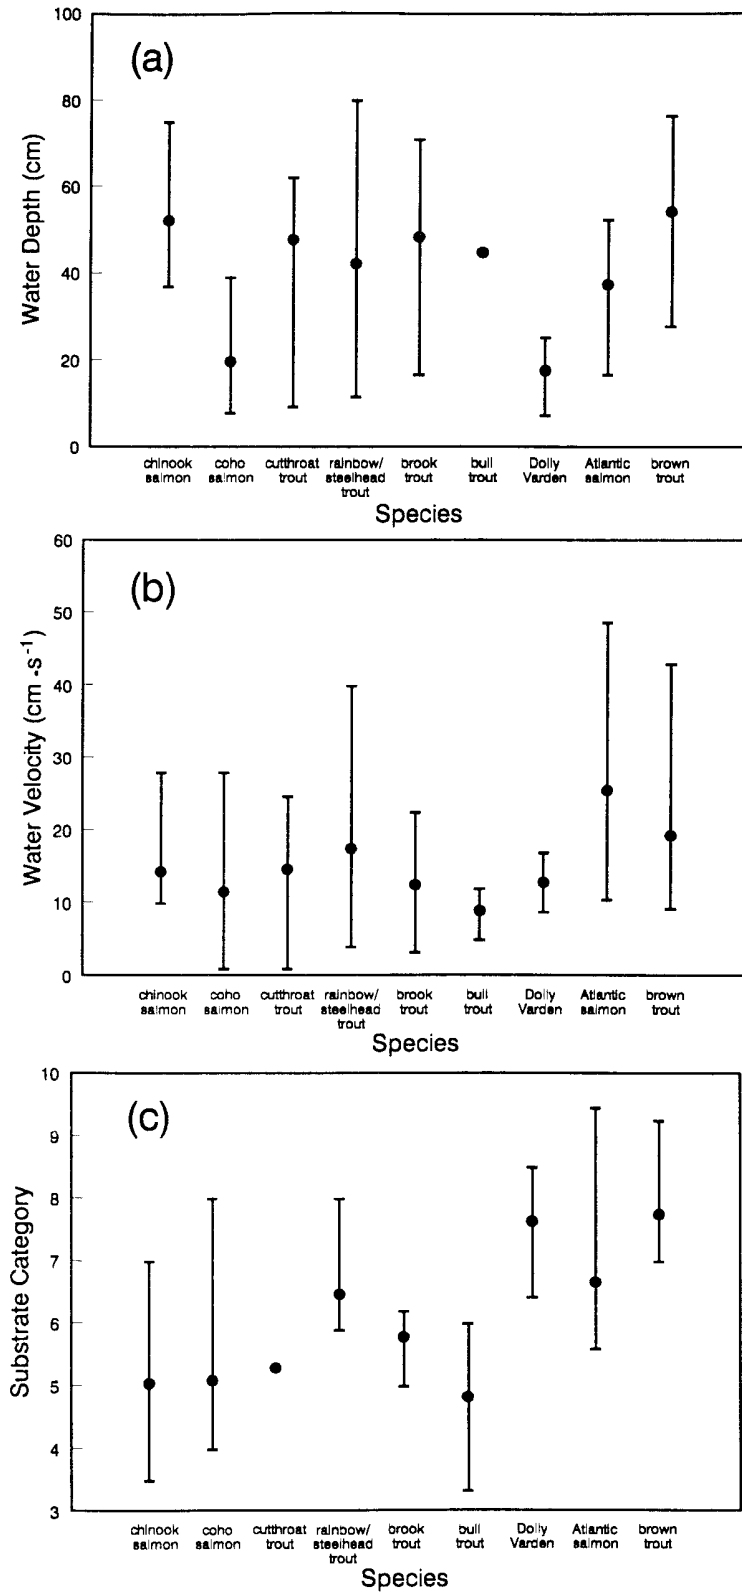 (a)
Water Depth (cm)
100
80
60
40
20
0
chinook coho cutthroat rainbow/ brook bull Dolly Atlantic brown
salmon salmon trout steelhead trout trout Varden salmon trout
trout
Species
(b)
Water Velocity (cm -s-1)
60
50
40
30
20
10
0
chinook coho cutthroat rainbow/ brook bull Dolly Atlantic brown
salmon salmon trout steelhead trout trout Varden salmon trout
trout
Species
(c)
Substrate Category
10
9
8
7
6
5
4
3
chinook coho cutthroat rainbow/ brook bull Dolly Atlantic brown
salmon salmon trout steelhead trout trout Varden salmon trout
trout
Species